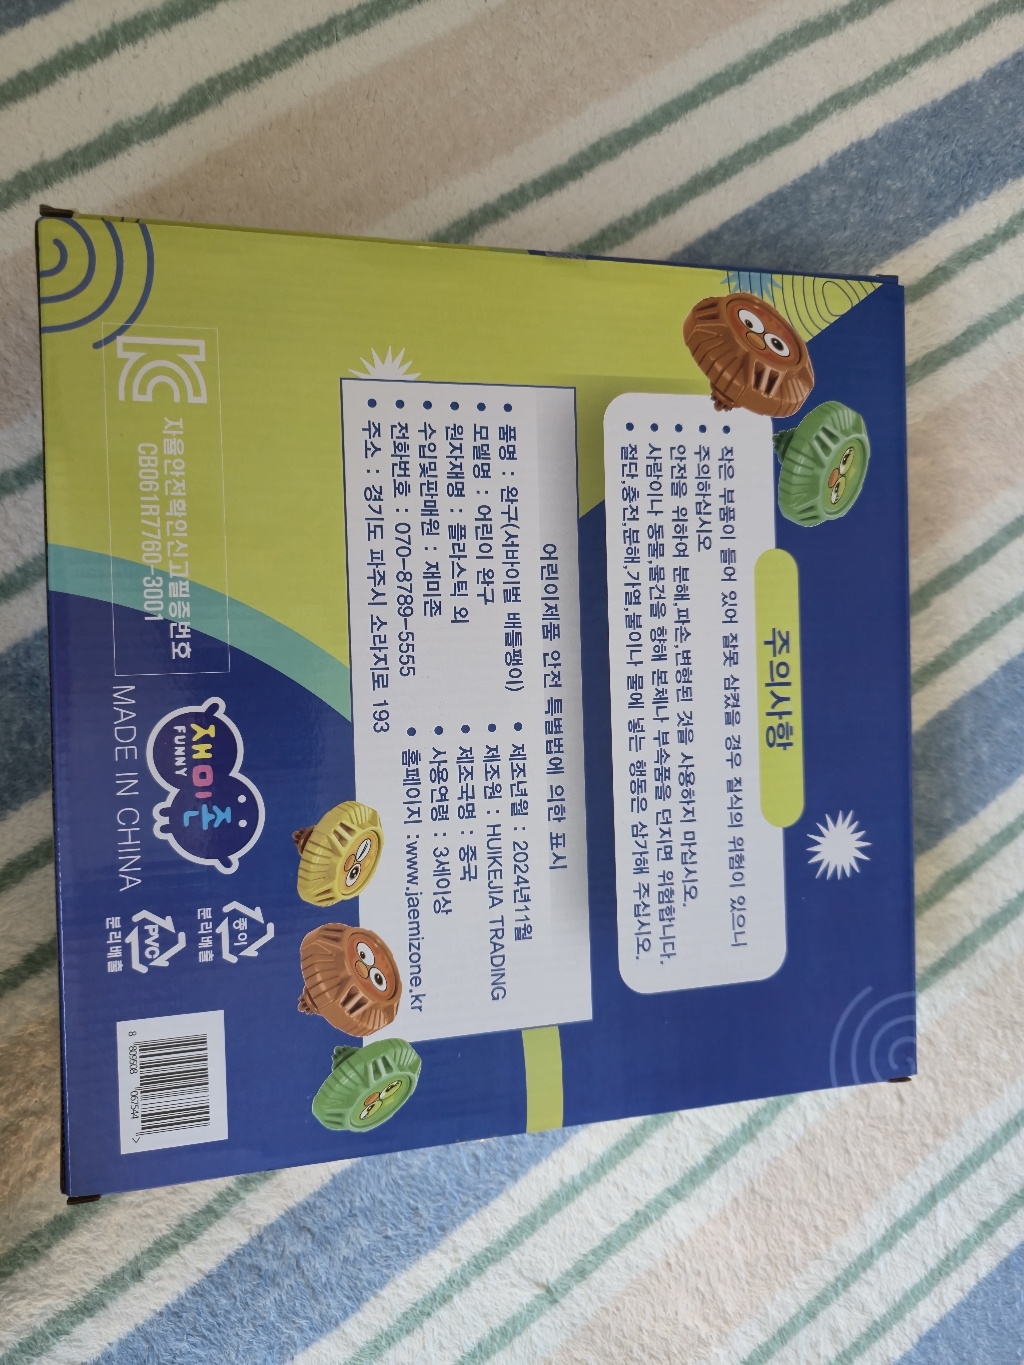 주의사항
• 작은 부품이 들어 있어 잘못 삼켰을 경우 질식의 위험이 있으니
• 주의하십시오
• 안전을 위하여 분해,파손,변형된 것을 사용하지 마십시오.
• 사람이나 동물,물건을 향해 본체나 부속품을 던지면 위험합니다.
• 절단,충전,분해,가열,불이나 물에 넣는 행동은 삼가해 주십시오.
어린이제품 안전 특별법에 의한 표시
• 품명 : 완구(서바이벌 배틀팽이)
• 모델명 : 어린이 완구
• 원자재명 : 플라스틱 외
• 수입및판매원 : 재미존
• 전화번호 : 070-8789-5555
• 주소 : 경기도 파주시 소라지로 193
• 제조년월 : 2024년11월
• 제조원 : HUIKEJIA TRADING
• 제조국명 : 중국
• 사용연령 : 3세이상
• 홈페이지 :www.jaemizone.kr
KC
자율안전확인신고필증번호
CB061R7760-3001
MADE IN CHINA
재미존
FUNNY
종이
분리배출
PVC
분리배출
8 809508 067544 >